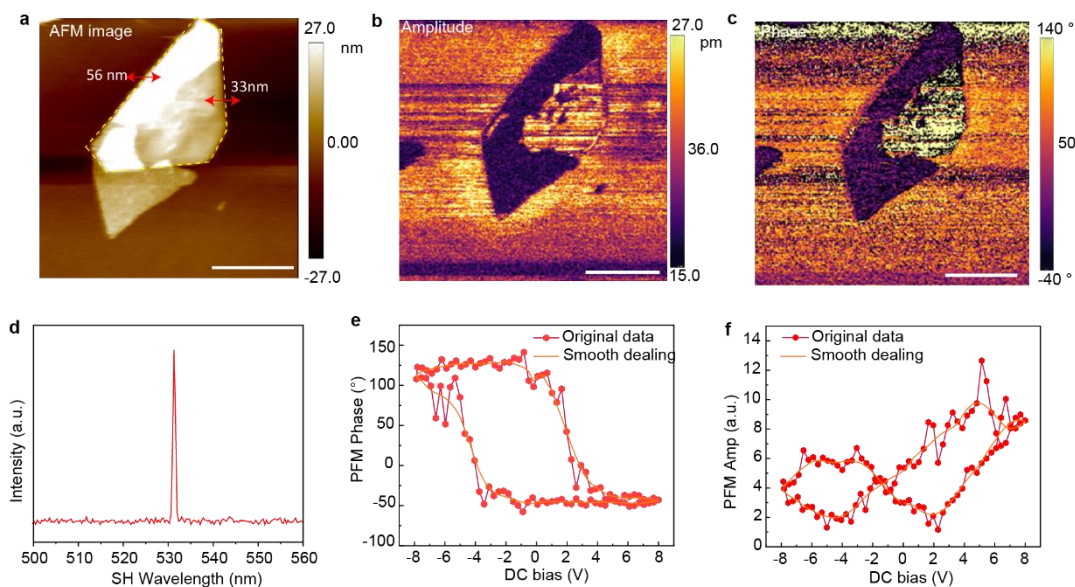 a
AFM image
27.0
nm
56 nm
33nm
0.00
-27.0
b
Amplitude
27.0
pm
36.0
15.0
c
Phase
140 °
50
-40 °
d
Intensity (a.u.)
500 510 520 530 540 550 560
SH Wavelength (nm)
e
Original data
Smooth dealing
PFM Phase (°)
150
100
50
0
-50
-100
-8 -6 -4 -2 0 2 4 6 8
DC bias (V)
f
Original data
Smooth dealing
PFM Amp (a.u.)
14
12
10
8
6
4
2
0
-8 -6 -4 -2 0 2 4 6 8
DC bias (V)